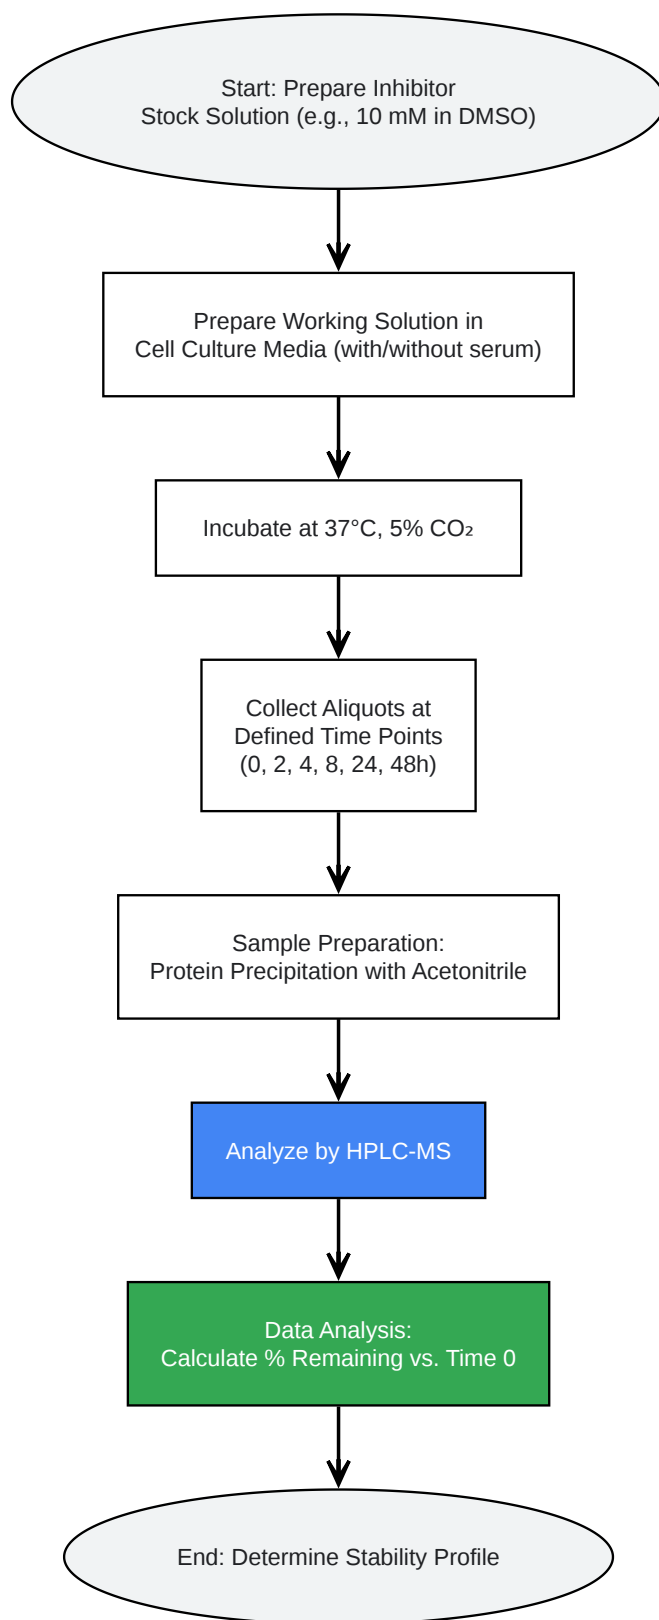 Start: Prepare Inhibitor
Stock Solution (e.g., 10 mM in DMSO)
Prepare Working Solution in
Cell Culture Media (with/without serum)
Incubate at 37°C, 5% CO₂
Collect Aliquots at
Defined Time Points
(0, 2, 4, 8, 24, 48h)
Sample Preparation:
Protein Precipitation with Acetonitrile
Analyze by HPLC-MS
Data Analysis:
Calculate % Remaining vs. Time 0
End: Determine Stability Profile